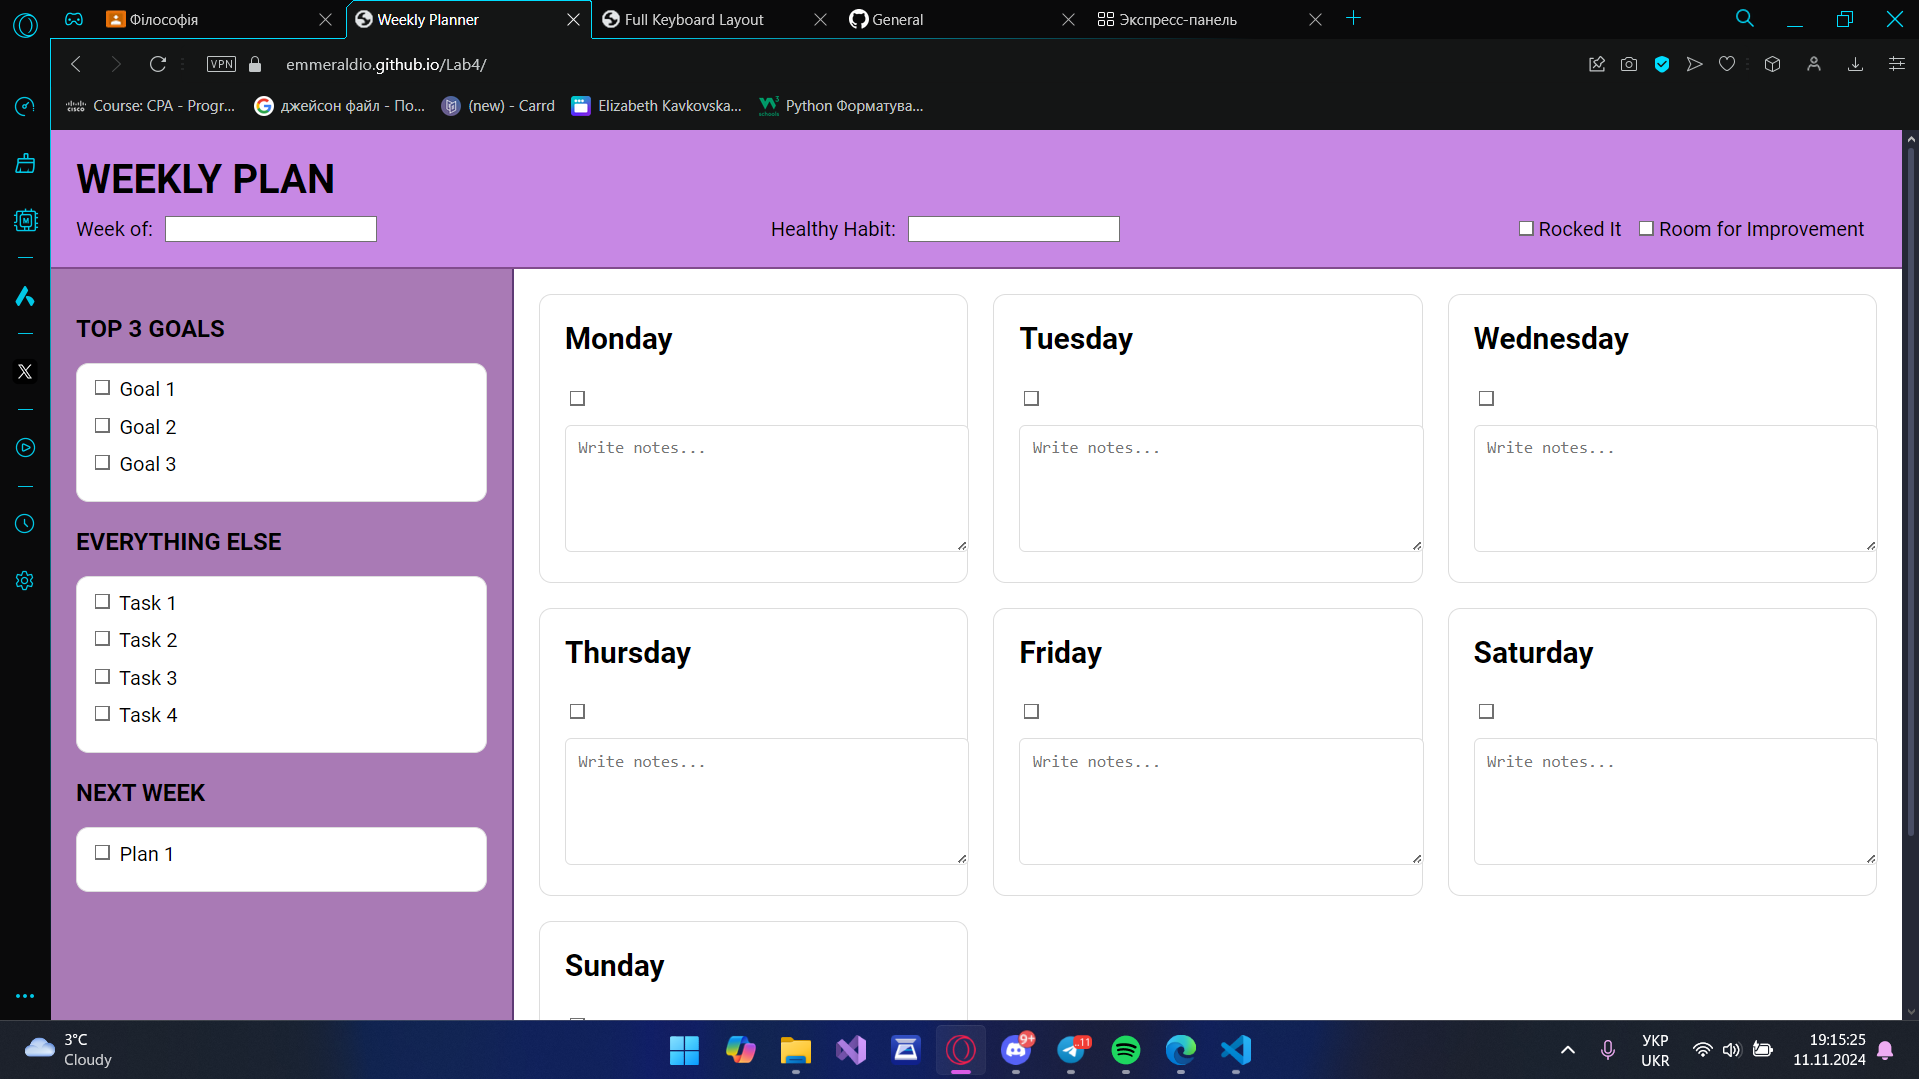 Філософія
Weekly Planner
Full Keyboard Layout
General
Экспресс-панель
VPN
emmeraldio.github.io/Lab4/
Course: CPA - Progr...
джейсон файл - По...
(new) - Carrd
Elizabeth Kavkovska...
Python Форматува...
WEEKLY PLAN
Week of:
Healthy Habit:
Rocked It
Room for Improvement
TOP 3 GOALS
Goal 1
Goal 2
Goal 3
EVERYTHING ELSE
Task 1
Task 2
Task 3
Task 4
NEXT WEEK
Plan 1
Monday
Write notes...
Tuesday
Write notes...
Wednesday
Write notes...
Thursday
Write notes...
Friday
Write notes...
Saturday
Write notes...
Sunday
3°C
Cloudy
9+
11
УКР
UKR
19:15:25
11.11.2024